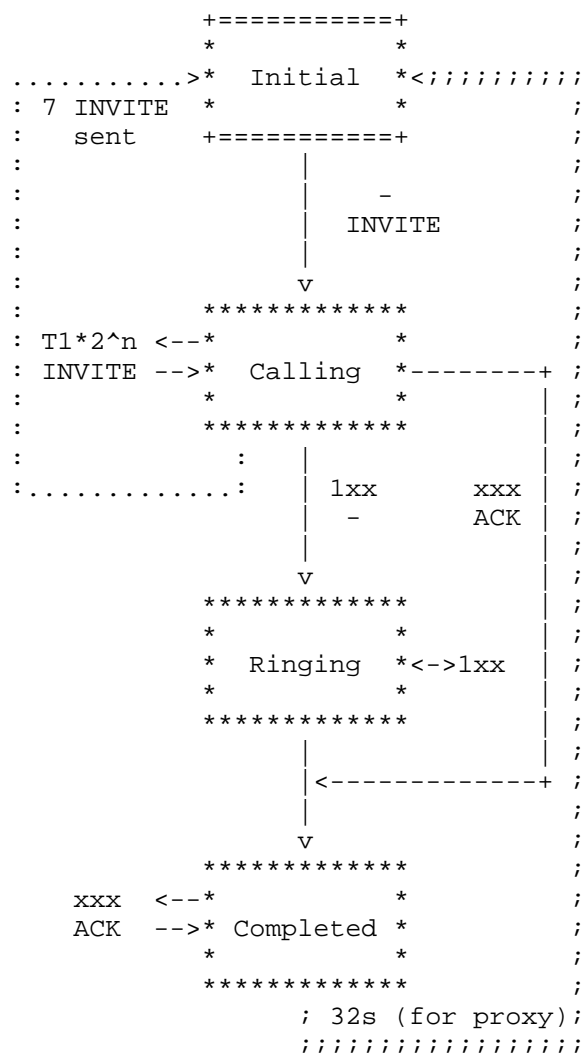 Initial
7 INVITE
sent
-
INVITE
T1*2^n
INVITE Calling
1xx xxx
- ACK
Ringing 1xx
xxx
ACK Completed
32s (for proxy)